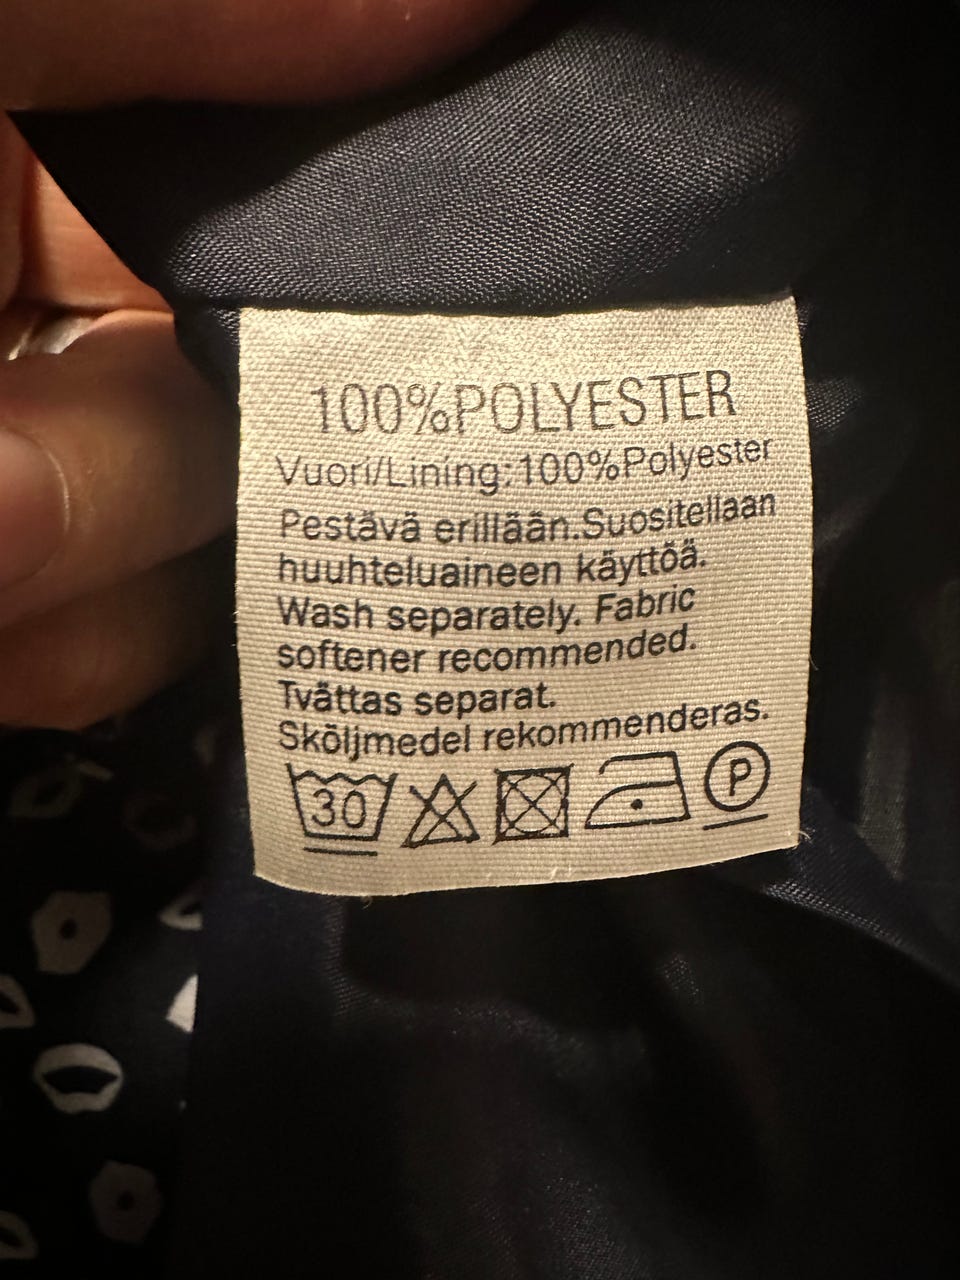 100%POLYESTER
Vuori/Lining:100%Polyester
Pestävä erillään.Suositellaan
huuhteluaineen käyttöä.
Wash separately. Fabric
softener recommended.
Tvättas separat.
Sköljmedel rekommenderas.
30 P